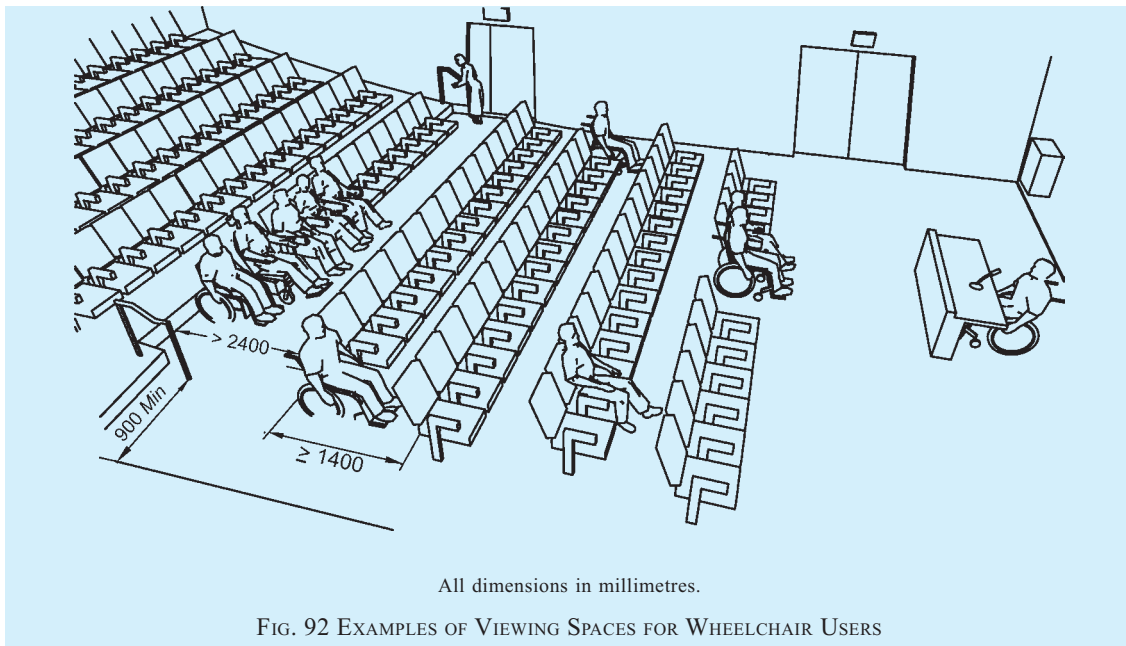 > 2400
900 Min
≥ 1400
All dimensions in millimetres.
FIG. 92 EXAMPLES OF VIEWING SPACES FOR WHEELCHAIR USERS